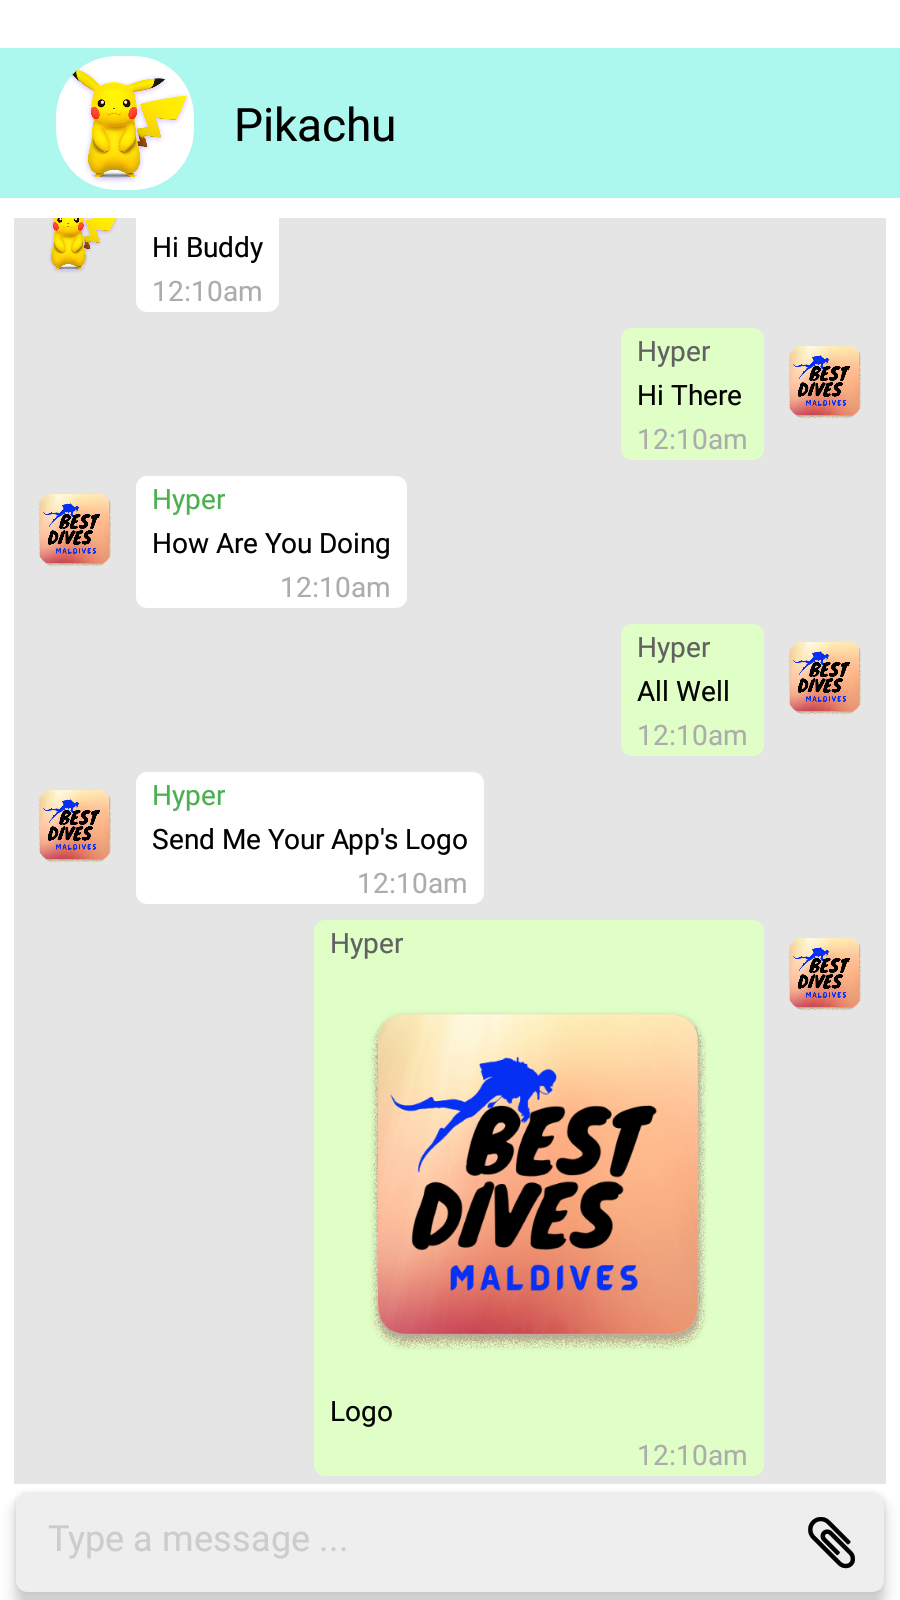 Pikachu
Hi Buddy
12:10am
Hyper
Hi There
12:10am
BEST
DIVES
MALDIVES
Hyper
How Are You Doing
12:10am
BEST
DIVES
MALDIVES
Hyper
All Well
12:10am
BEST
DIVES
MALDIVES
Hyper
Send Me Your App's Logo
12:10am
BEST
DIVES
MALDIVES
Hyper
BEST
DIVES
MALDIVES
BEST
DIVES
MALDIVES
Logo
12:10am
Type a message ...